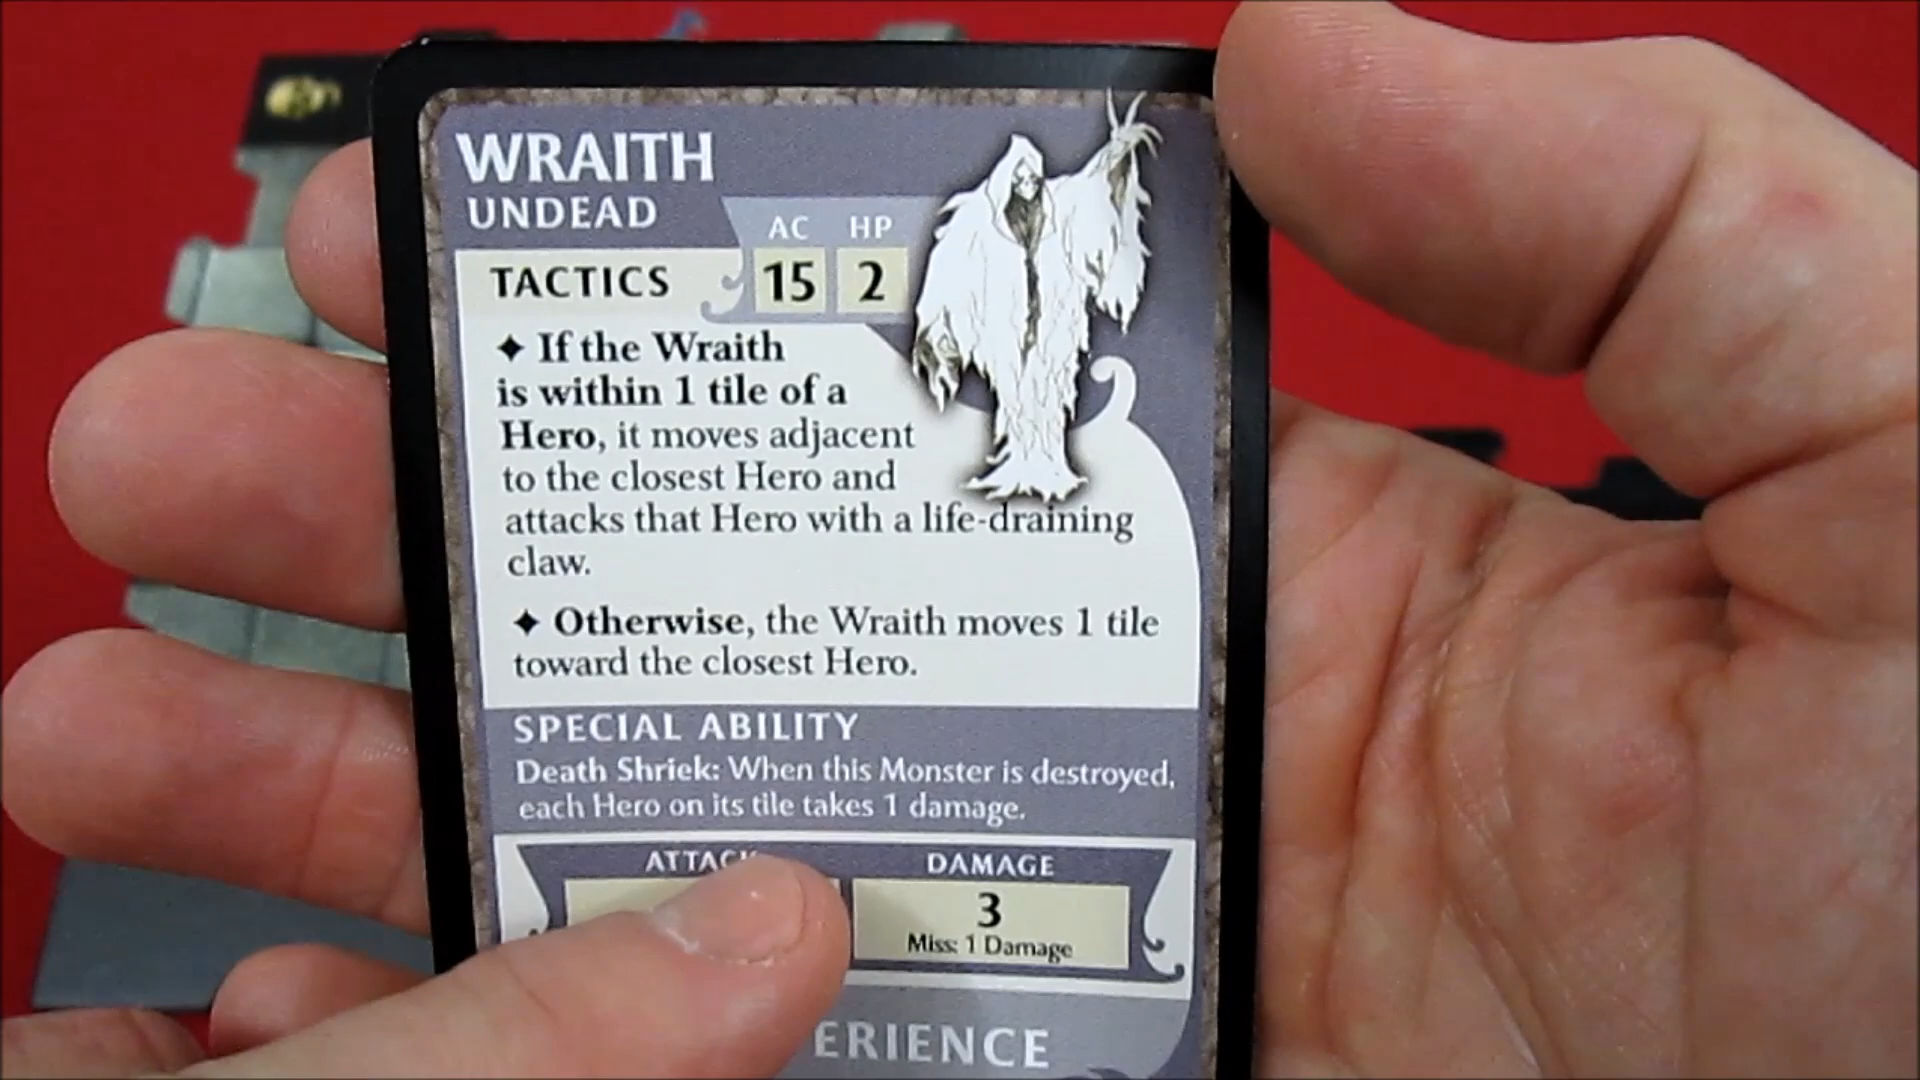 WRAITH
UNDEAD
AC HP
TACTICS 15 2
✦ If the Wraith
is within 1 tile of a
Hero, it moves adjacent
to the closest Hero and
attacks that Hero with a life-draining
claw.
✦ Otherwise, the Wraith moves 1 tile
toward the closest Hero.
SPECIAL ABILITY
Death Shriek: When this Monster is destroyed,
each Hero on its tile takes 1 damage.
ATTACK DAMAGE
3
Miss: 1 Damage
ERIENCE